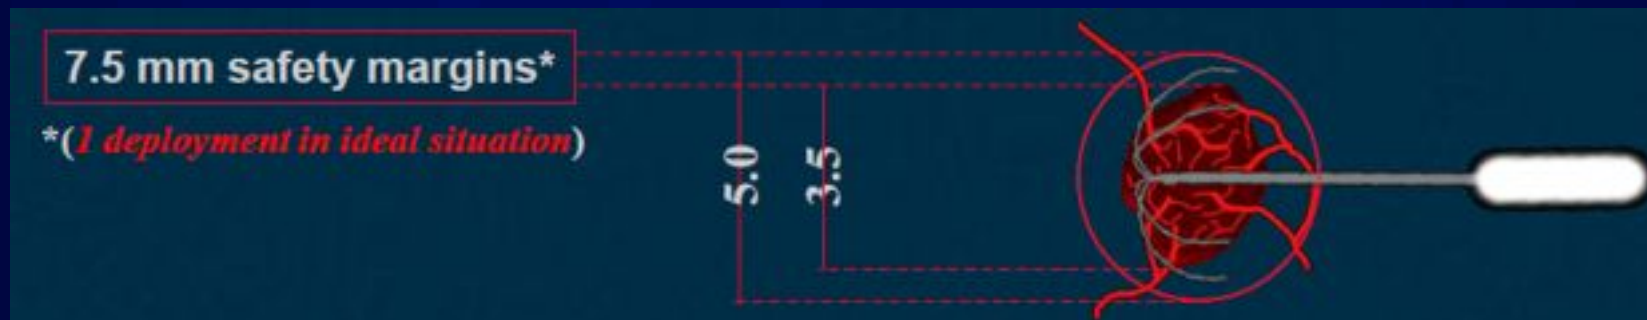 7.5 mm safety margins*
*(1 deployment in ideal situation)
5.0
3.5